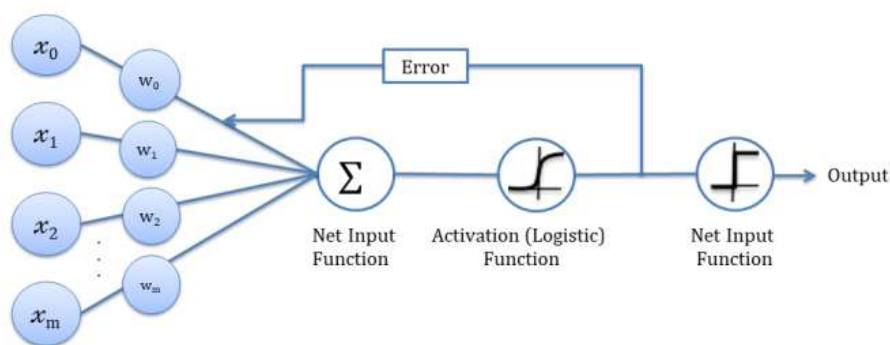 x₀
w₀
Error
x₁
w₁
Σ
Output
x₂
w₂
Net Input
Function
Activation (Logistic)
Function
Net Input
Function
xₘ
wₘ